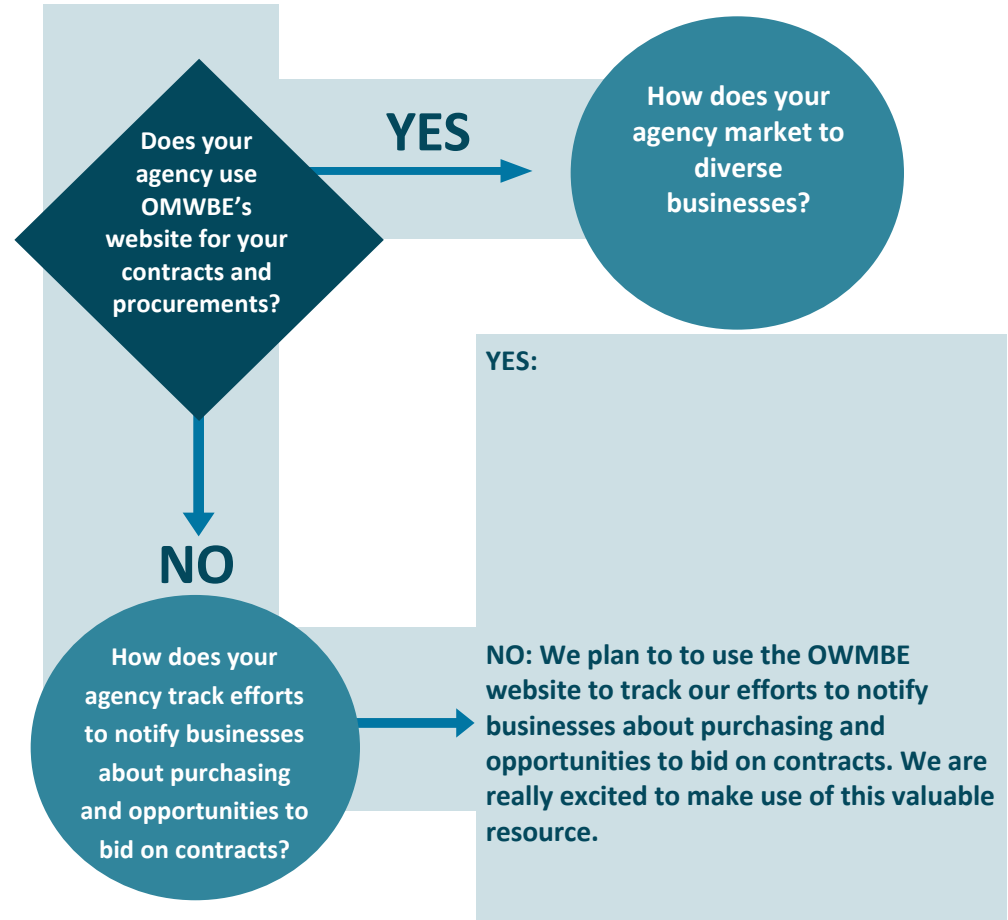 Does your
agency use
OMWBE’s
website for your
contracts and
procurements?
YES
How does your
agency market to
diverse
businesses?
YES:
NO
How does your
agency track efforts
to notify businesses
about purchasing
and opportunities to
bid on contracts?
NO: We plan to to use the OWMBE
website to track our efforts to notify
businesses about purchasing and
opportunities to bid on contracts. We are
really excited to make use of this valuable
resource.